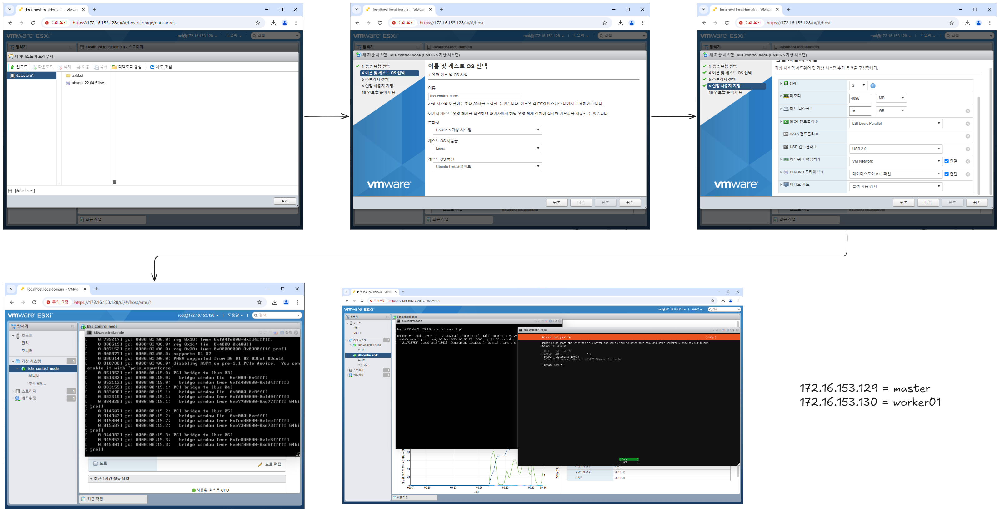 localhost.localdomain - VMwa
주의 요함 https://172.16.153.128/ui/#/host/storage/datastores
vmware ESXi
root@172.16.153.128 | 도움말 | 검색
탐색기
localhost.localdomain - 스토리지
데이터스토어 브라우저
업로드 다운로드 삭제 이동 복사 디렉토리 생성 | 새로 고침
datastore1
.sdd.sf
ubuntu-22.04.5-live...
[datastore1]
닫기
최근 작업
localhost.localdomain - VMwa
주의 요함 https://172.16.153.128/ui/#/host
vmware ESXi
root@172.16.153.128 | 도움말 | 검색
탐색기
localhost.localdomain
새 가상 시스템 - k8s-control-node (ESXi 6.5 가상 시스템)
1 생성 유형 선택
4 이름 및 게스트 OS 선택
5 스토리지 선택
6 설정 사용자 지정
10 완료할 준비가 됨
이름 및 게스트 OS 선택
고유한 이름 및 OS 지정
이름
k8s-control-node
가상 시스템 이름에는 최대 80자를 포함할 수 있습니다. 이름은 각 ESXi 인스턴스 내에서 고유해야 합니다.
여기서 게스트 운영 체제를 식별하면 마법사에서 해당 운영 체제 설치에 적합한 기본값을 제공할 수 있습니다.
호환성
ESXi 6.5 가상 시스템
게스트 OS 제품군
Linux
게스트 OS 버전
Ubuntu Linux(64비트)
vmware
뒤로 다음 완료 취소
localhost.localdomain
최근 작업
localhost.localdomain - VMwa
주의 요함 https://172.16.153.128/ui/#/host
vmware ESXi
root@172.16.153.128 | 도움말 | 검색
탐색기
localhost.localdomain
새 가상 시스템 - k8s-control-node (ESXi 6.5 가상 시스템)
1 생성 유형 선택
4 이름 및 게스트 OS 선택
5 스토리지 선택
6 설정 사용자 지정
10 완료할 준비가 됨
가상 시스템 하드웨어 및 가상 시스템 추가 옵션을 구성합니다.
CPU 2
메모리 4096 MB
하드 디스크 1 16 GB
SCSI 컨트롤러 0 LSI Logic Parallel
SATA 컨트롤러 0
USB 컨트롤러 1 USB 2.0
네트워크 어댑터 1 VM Network 연결
CD/DVD 드라이브 1 데이터스토어 ISO 파일 연결
비디오 카드 설정 자동 감지
vmware
뒤로 다음 완료 취소
최근 작업
localhost.localdomain - VMwa
주의 요함 https://172.16.153.128/ui/#/host/vms/1
vmware ESXi
root@172.16.153.128 | 도움말 | 검색
탐색기
호스트
관리
모니터
가상 시스템 1
k8s-control-node
모니터
추가 VM...
스토리지 1
네트워킹 1
k8s-control-node
k8s-control-node
작업
[ 0.799217] pci 0000:03:00.0: reg 0x18: [mem 0xfd4fe000-0xfd4fffff]
[ 0.800619] pci 0000:03:00.0: reg 0x1c: [io 0x4000-0x400f]
[ 0.807152] pci 0000:03:00.0: reg 0x30: [mem 0x00000000-0x0000ffff pref]
[ 0.808377] pci 0000:03:00.0: supports D1 D2
[ 0.808614] pci 0000:03:00.0: PME# supported from D0 D1 D2 D3hot D3cold
[ 0.810788] pci 0000:03:00.0: disabling ASPM on pre-1.1 PCIe device. You can
enable it with 'pcie_aspm=force'
[ 0.851352] pci 0000:00:15.0: PCI bridge to [bus 03]
[ 0.851632] pci 0000:00:15.0: bridge window [io 0x4000-0x4fff]
[ 0.852112] pci 0000:00:15.0: bridge window [mem 0xfd400000-0xfd4fffff]
[ 0.883155] pci 0000:00:15.1: PCI bridge to [bus 04]
[ 0.883496] pci 0000:00:15.1: bridge window [io 0x8000-0x8fff]
[ 0.883619] pci 0000:00:15.1: bridge window [mem 0xfd000000-0xfd0fffff]
[ 0.884029] pci 0000:00:15.1: bridge window [mem 0xe7700000-0xe77fffff 64bi
t pref]
[ 0.914607] pci 0000:00:15.2: PCI bridge to [bus 05]
[ 0.914942] pci 0000:00:15.2: bridge window [io 0xc000-0xcfff]
[ 0.915304] pci 0000:00:15.2: bridge window [mem 0xfcc00000-0xfccfffff]
[ 0.915587] pci 0000:00:15.2: bridge window [mem 0xe7300000-0xe73fffff 64bi
t pref]
[ 0.944982] pci 0000:00:15.3: PCI bridge to [bus 06]
[ 0.945353] pci 0000:00:15.3: bridge window [mem 0xfc800000-0xfc8fffff]
[ 0.945801] pci 0000:00:15.3: bridge window [mem 0xe6f00000-0xe6ffffff 64bi
t pref]
노트
노트 편집
최근 1시간 성능 요약
사용된 호스트 CPU
최근 작업
localhost.localdomain - VMwa
주의 요함 https://172.16.153.128/ui/#/host/vms/1
vmware ESXi
root@172.16.153.128 | 도움말 | 검색
탐색기
호스트
관리
모니터
가상 시스템 2
k8s-worker01-node
모니터
k8s-control-node
모니터
추가 VM...
스토리지 1
네트워킹 1
k8s-control-node
k8s-control-node
작업
Ubuntu 22.04.5 LTS k8s-control-node tty1
k8s-control-node login: [ 21.667631] cloud-init[1543]: Cloud-init v. 24
'modules:config' at Mon, 09 Dec 2024 00:35:22 +0000. Up 21.62 seconds.
[ 21.728756] cloud-init[1543]: Generating locales (this might take a wh
k8s-worker01-node
작업
Network configuration [ Help ]
Configure at least one interface this server can use to talk to other machines, and which preferably provides sufficient
access for updates.
NAME TYPE NOTES
[ ens160 eth - ▸ ]
DHCPv4 172.16.153.130/24
/ VMware / VMXNET3 Ethernet Controller
[ Create bond ▸ ]
[ Done ]
[ Back ]
80
60
40
20
0
09:17 09:20 09:23 09:26 09:30 09:33 09:34
시간
1
0
공유되지 않음 20.11 GB
사용됨 20.11 GB
최근 작업
172.16.153.129 = master
172.16.153.130 = worker01